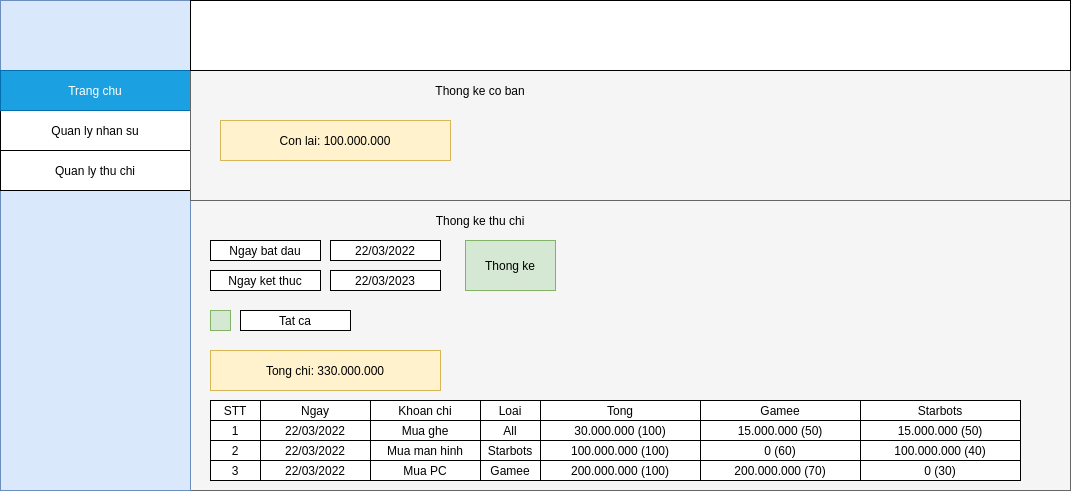 Trang chu
Quan ly nhan su
Quan ly thu chi
Thong ke co ban
Con lai: 100.000.000
Thong ke thu chi
Ngay bat dau 22/03/2022
Ngay ket thuc 22/03/2023
Thong ke
Tat ca
Tong chi: 330.000.000
STT Ngay Khoan chi Loai Tong Gamee Starbots
1 22/03/2022 Mua ghe All 30.000.000 (100) 15.000.000 (50) 15.000.000 (50)
2 22/03/2022 Mua man hinh Starbots 100.000.000 (100) 0 (60) 100.000.000 (40)
3 22/03/2022 Mua PC Gamee 200.000.000 (100) 200.000.000 (70) 0 (30)